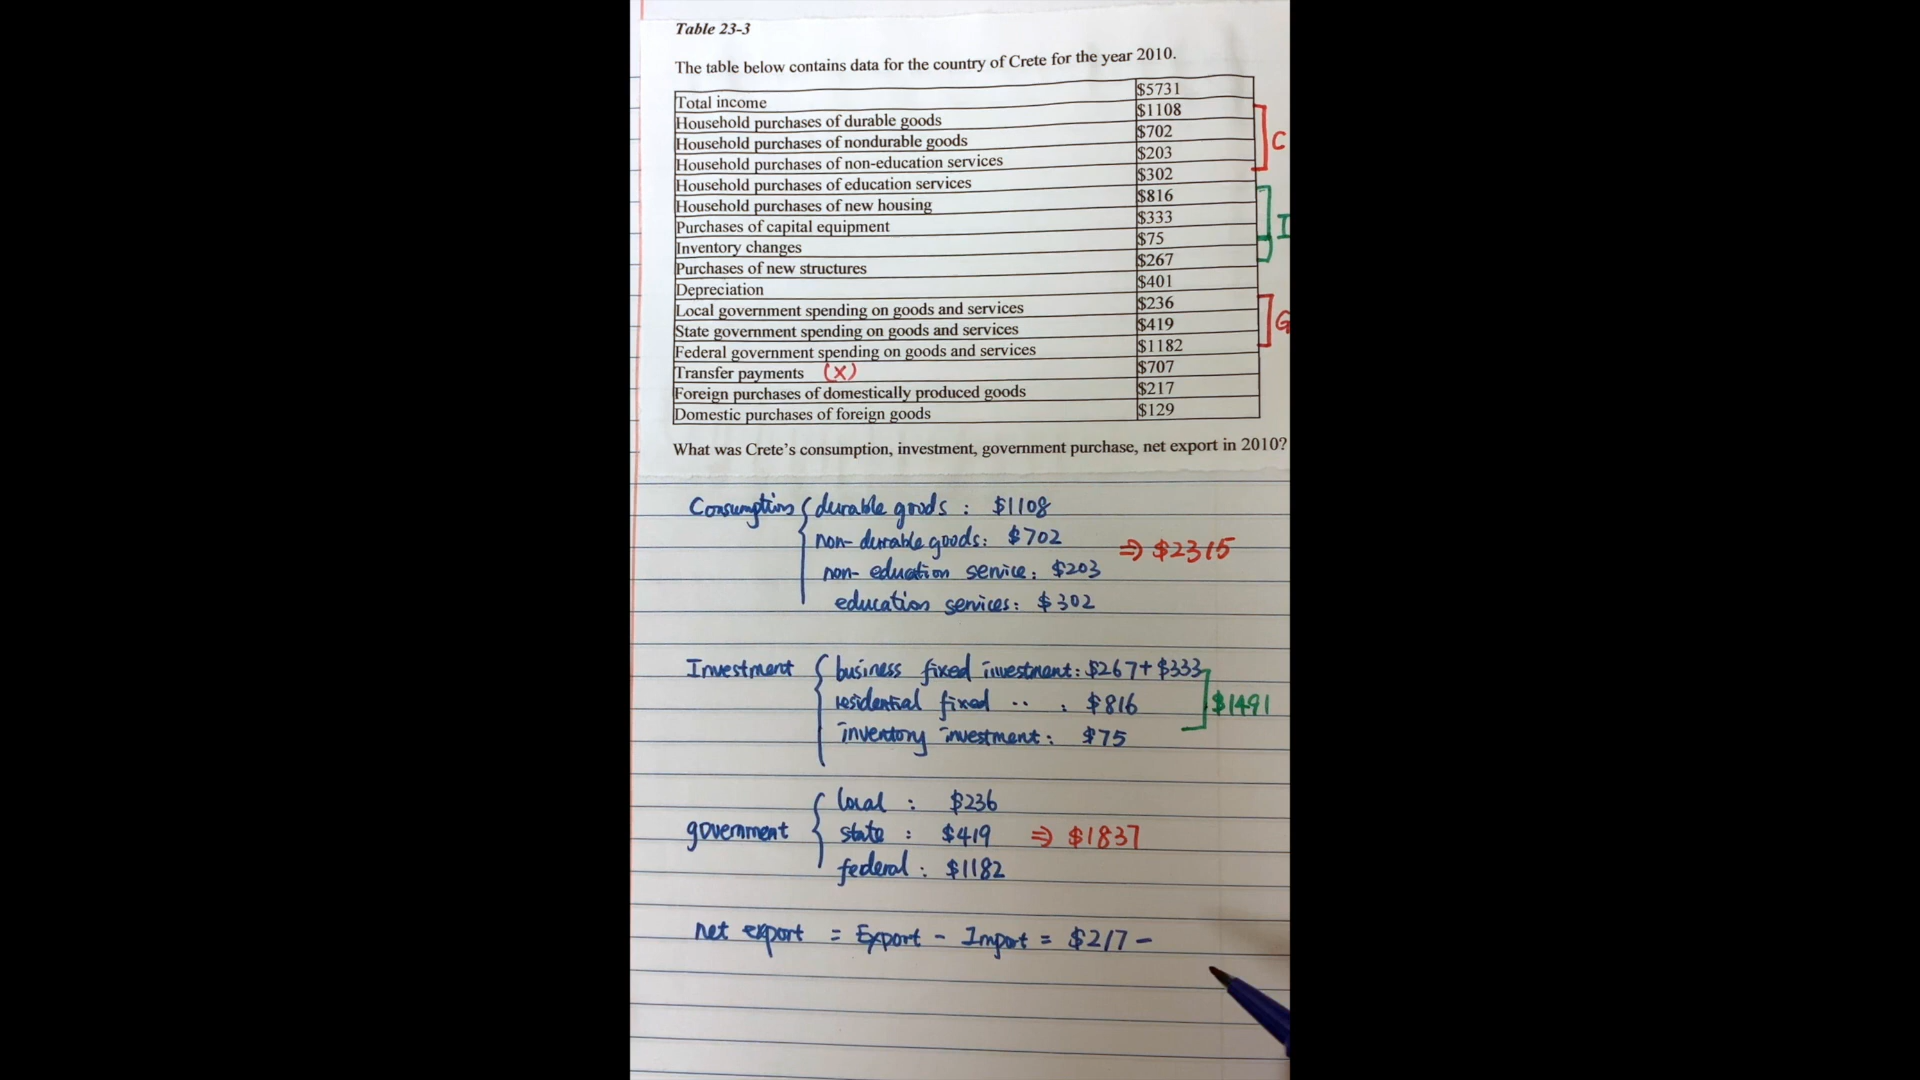 Table 23-3
The table below contains data for the country of Crete for the year 2010.
Total income $5731
Household purchases of durable goods $1108
Household purchases of nondurable goods $702
Household purchases of non-education services $203
Household purchases of education services $302
Household purchases of new housing $816
Purchases of capital equipment $333
Inventory changes $75
Purchases of new structures $267
Depreciation $401
Local government spending on goods and services $236
State government spending on goods and services $419
Federal government spending on goods and services $1182
Transfer payments (X) $707
Foreign purchases of domestically produced goods $217
Domestic purchases of foreign goods $129
C
I
G
What was Crete's consumption, investment, government purchase, net export in 2010?
Consumption durable goods : $1108
non-durable goods: $702
⇒ $2315
non-education service: $203
education services: $302
Investment business fixed investment: $267+$333
residential fixed ·· : $816
$1491
inventory investment: $75
local : $236
government state : $419 ⇒ $1837
federal : $1182
net export = Export - Import = $217 -